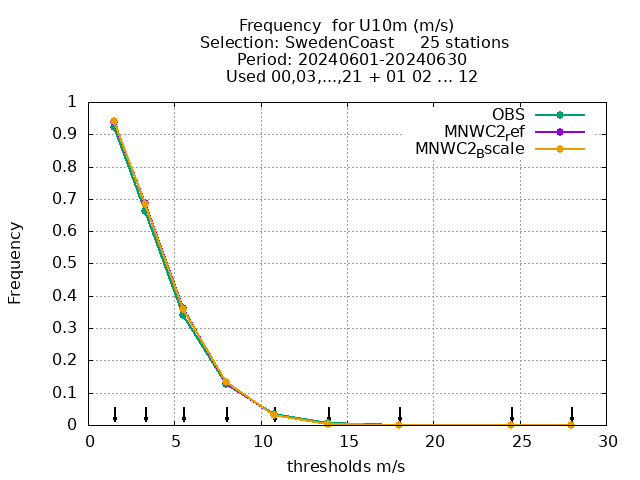 Frequency  for U10m (m/s)
Selection: SwedenCoast     25 stations
Period: 20240601-20240630
Used 00,03,...,21 + 01 02 ... 12
OBS
MNWC2ref
MNWC2Bscale
1
0.9
0.8
0.7
0.6
0.5
0.4
0.3
0.2
0.1
0
Frequency
0 5 10 15 20 25 30
thresholds m/s